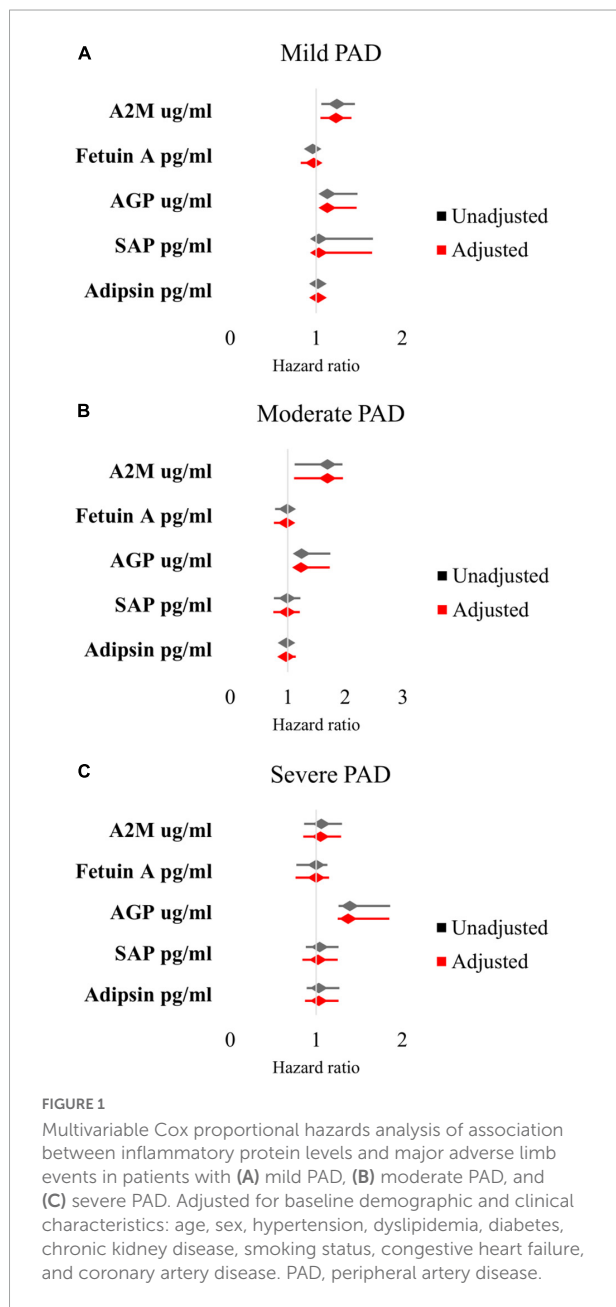 A
Mild PAD
A2M ug/ml
Fetuin A pg/ml
AGP ug/ml
SAP pg/ml
Adipsin pg/ml
Unadjusted
Adjusted
0 1 2
Hazard ratio
B
Moderate PAD
A2M ug/ml
Fetuin A pg/ml
AGP ug/ml
SAP pg/ml
Adipsin pg/ml
Unadjusted
Adjusted
0 1 2 3
Hazard ratio
C
Severe PAD
A2M ug/ml
Fetuin A pg/ml
AGP ug/ml
SAP pg/ml
Adipsin pg/ml
Unadjusted
Adjusted
0 1 2
Hazard ratio
FIGURE 1
Multivariable Cox proportional hazards analysis of association
between inflammatory protein levels and major adverse limb
events in patients with (A) mild PAD, (B) moderate PAD, and
(C) severe PAD. Adjusted for baseline demographic and clinical
characteristics: age, sex, hypertension, dyslipidemia, diabetes,
chronic kidney disease, smoking status, congestive heart failure,
and coronary artery disease. PAD, peripheral artery disease.